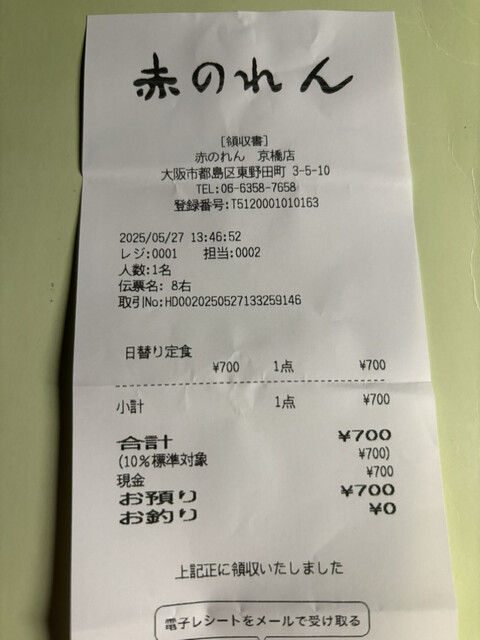 赤のれん
[領収書]
赤のれん 京橋店
大阪市都島区東野田町 3-5-10
TEL:06-6358-7658
登録番号:T5120001010163
2025/05/27 13:46:52
レジ:0001 担当:0002
人数:1名
伝票名: 8右
取引No:HD0020250527133259146
日替り定食
¥700 1点 ¥700
小計 1点 ¥700
合計 ¥700
(10%標準対象 ¥700)
現金 ¥700
お預り ¥700
お釣り ¥0
上記正に領収いたしました
電子レシートをメールで受け取る